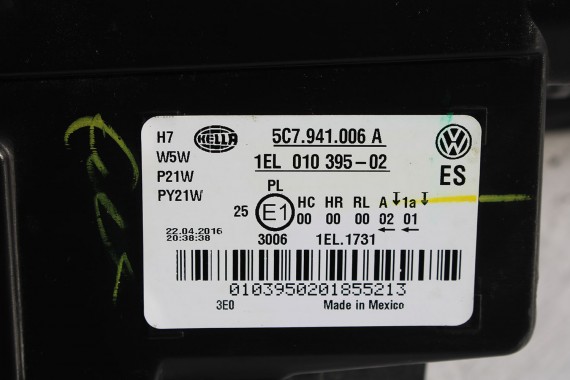 H7
W5W
P21W
PY21W
HELLA
5C7.941.006 A
1EL 010 395-02
VW
ES
PL
HC HR RL A 1a
25 E1 00 00 00 02 01
3006 1EL.1731
22.04.2016
20:38:38
0103950201855213
3E0
Made in Mexico